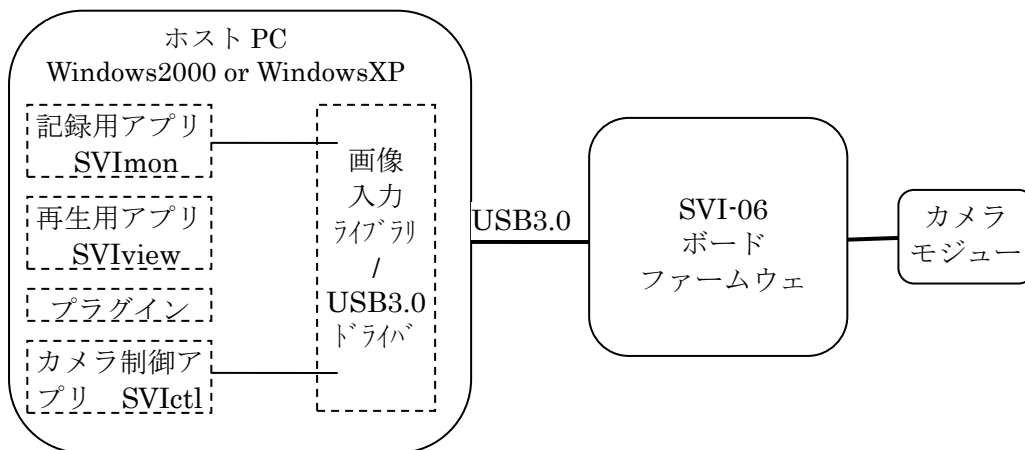 ホスト PC
Windows2000 or WindowsXP
記録用アプリ
SVImon
再生用アプリ
SVIview
プラグイン
カメラ制御ア
プリ SVIctl
画像
入力
ﾗｲﾌﾞﾗﾘ
/
USB3.0
ﾄﾞﾗｲﾊﾞ
USB3.0
SVI-06
ボード
ファームウェ
カメラ
モジュー